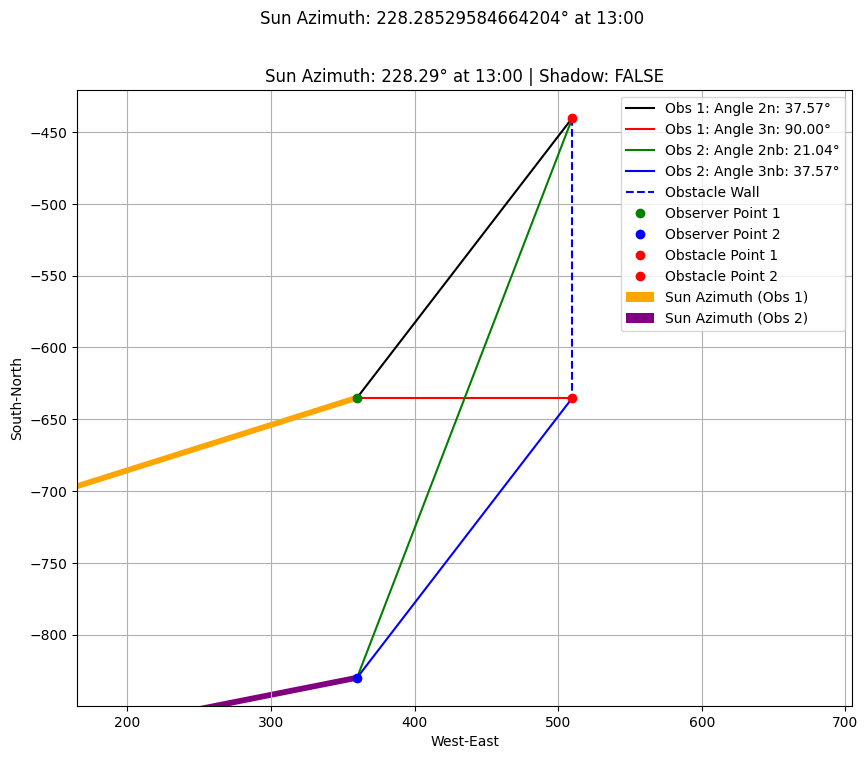 Sun Azimuth: 228.28529584664204° at 13:00
Sun Azimuth: 228.29° at 13:00 | Shadow: FALSE
Obs 1: Angle 2n: 37.57°
Obs 1: Angle 3n: 90.00°
Obs 2: Angle 2nb: 21.04°
Obs 2: Angle 3nb: 37.57°
Obstacle Wall
Observer Point 1
Observer Point 2
Obstacle Point 1
Obstacle Point 2
Sun Azimuth (Obs 1)
Sun Azimuth (Obs 2)
−450
−500
−550
−600
−650
−700
−750
−800
South-North
200
300
400
500
600
700
West-East